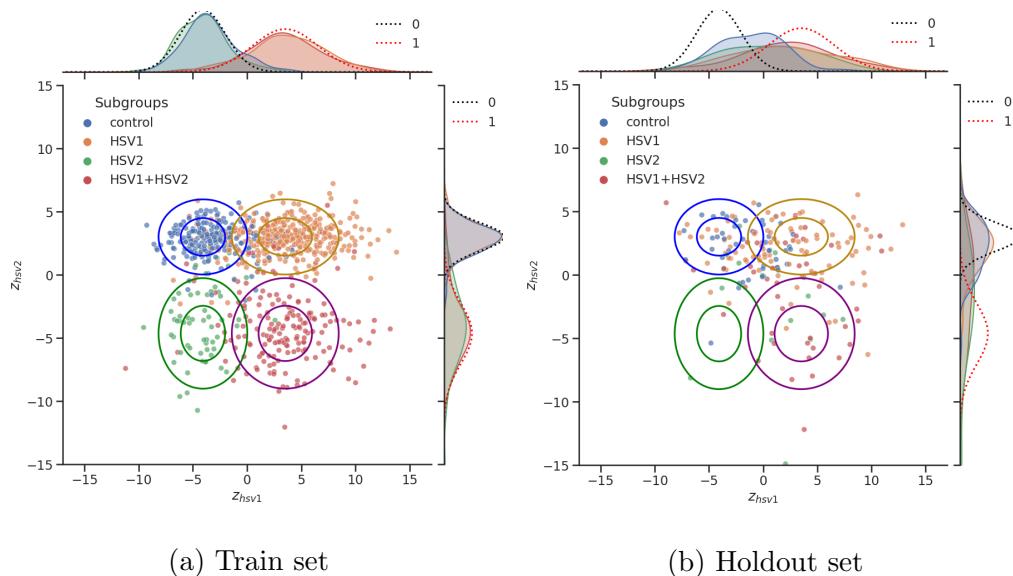 0
1
15
Subgroups
control
HSV1
HSV2
HSV1+HSV2
10
5
0
−5
−10
−15
z_hsv2
−15 −10 −5 0 5 10 15
z_hsv1
0
1
(a) Train set
0
1
15
Subgroups
control
HSV1
HSV2
HSV1+HSV2
10
5
0
−5
−10
−15
z_hsv2
−15 −10 −5 0 5 10 15
z_hsv1
0
1
(b) Holdout set